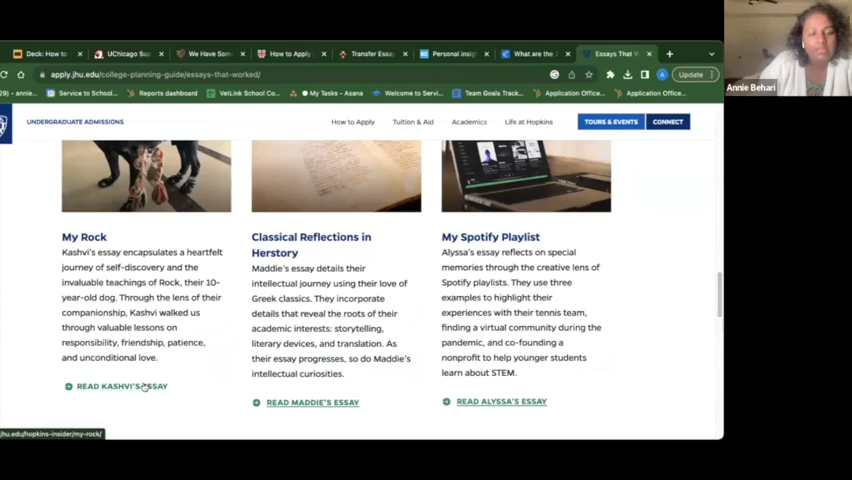 Deck: How to
UChicago Sup
We Have Som
How to Apply
Transfer Essay
Personal insig
What are the
Essays That W
apply.jhu.edu/college-planning-guide/essays-that-worked/
Update
29) - annie...
Service to School...
Reports dashboard
VetLink School Co...
My Tasks - Asana
Welcome to Servi...
Team Goals Track...
Application Office...
Application Office...
Annie Behari
UNDERGRADUATE ADMISSIONS
How to Apply
Tuition & Aid
Academics
Life at Hopkins
TOURS & EVENTS
CONNECT
My Rock
Kashvi's essay encapsulates a heartfelt
journey of self-discovery and the
invaluable teachings of Rock, their 10-
year-old dog. Through the lens of their
companionship, Kashvi walked us
through valuable lessons on
responsibility, friendship, patience,
and unconditional love.
READ KASHVI'S ESSAY
Classical Reflections in
Herstory
Maddie's essay details their
intellectual journey using their love of
Greek classics. They incorporate
details that reveal the roots of their
academic interests: storytelling,
literary devices, and translation. As
their essay progresses, so do Maddie's
intellectual curiosities.
READ MADDIE'S ESSAY
My Spotify Playlist
Alyssa's essay reflects on special
memories through the creative lens of
Spotify playlists. They use three
examples to highlight their
experiences with their tennis team,
finding a virtual community during the
pandemic, and co-founding a
nonprofit to help younger students
learn about STEM.
READ ALYSSA'S ESSAY
jhu.edu/hopkins-insider/my-rock/